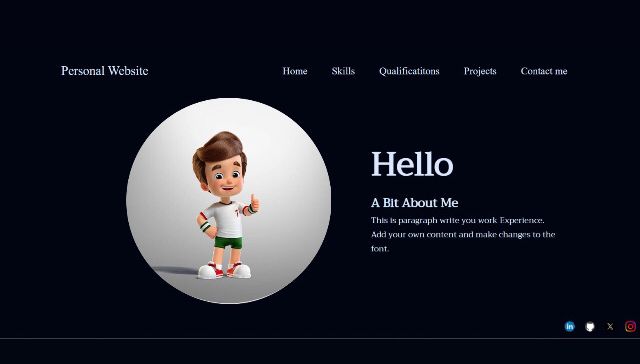 Personal Website
Home Skills Qualificatitons Projects Contact me
Hello
A Bit About Me
This is paragraph write you work Experience.
Add your own content and make changes to the
font.